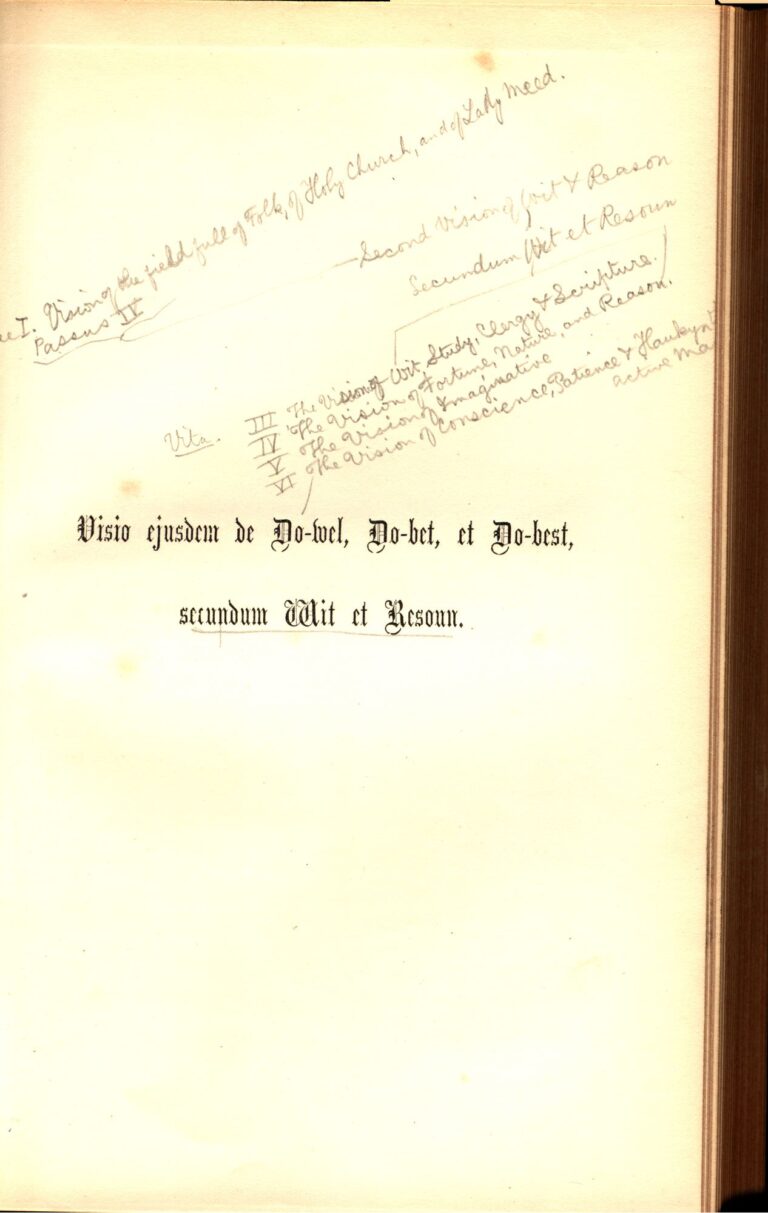 I. Vision of the field full of Folk, of Holy Church, and of Lady Meed.
Passus IV
— Second Vision of Wit & Reason
Secundum Wit et Resoun
Vita.
III The Vision of Wit, Study, Clergy & Scripture.
IV The Vision of Fortune, Nature, and Reason.
V The Vision of Imaginative
VI The Vision of Conscience, Patience & Haukyn
active Ma
Visio ejusdem de Do-wel, Do-bet, et Do-best,
secundum Wit et Resoun.